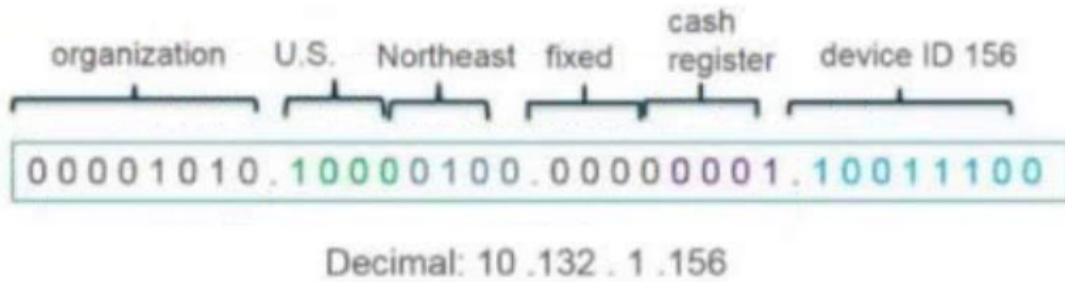 organization U.S. Northeast fixed cash register device ID 156
00001010.10000100.00000001.10011100
Decimal: 10 .132 . 1 .156